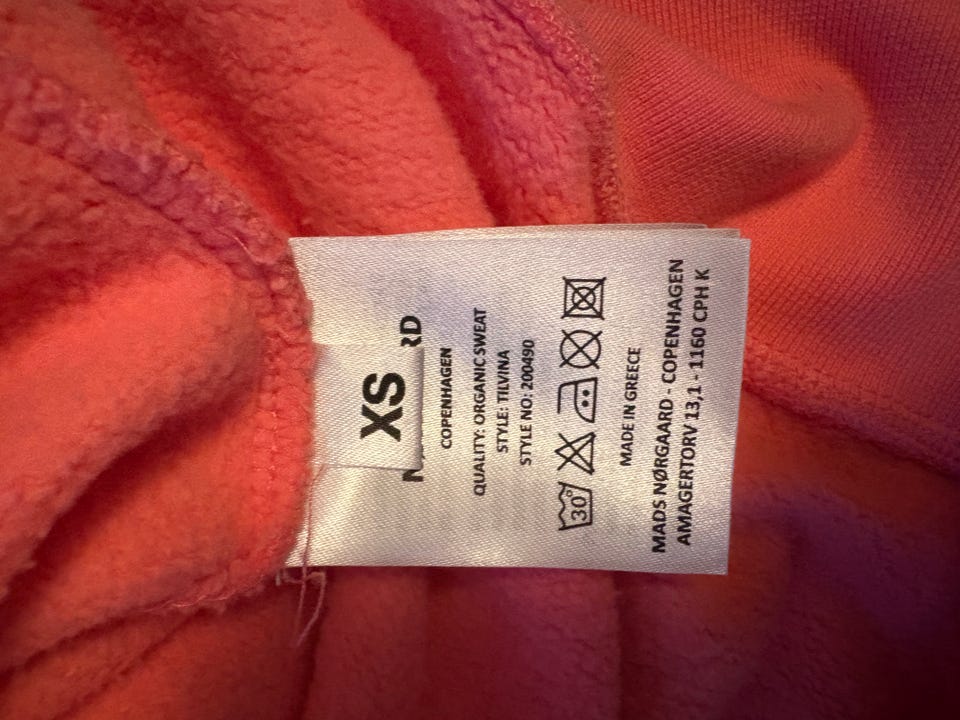 XS
RD
COPENHAGEN
QUALITY: ORGANIC SWEAT
STYLE: TILVINA
STYLE NO: 200490
30°
MADE IN GREECE
MADS NØRGAARD - COPENHAGEN
AMAGERTORV 13,1 - 1160 CPH K